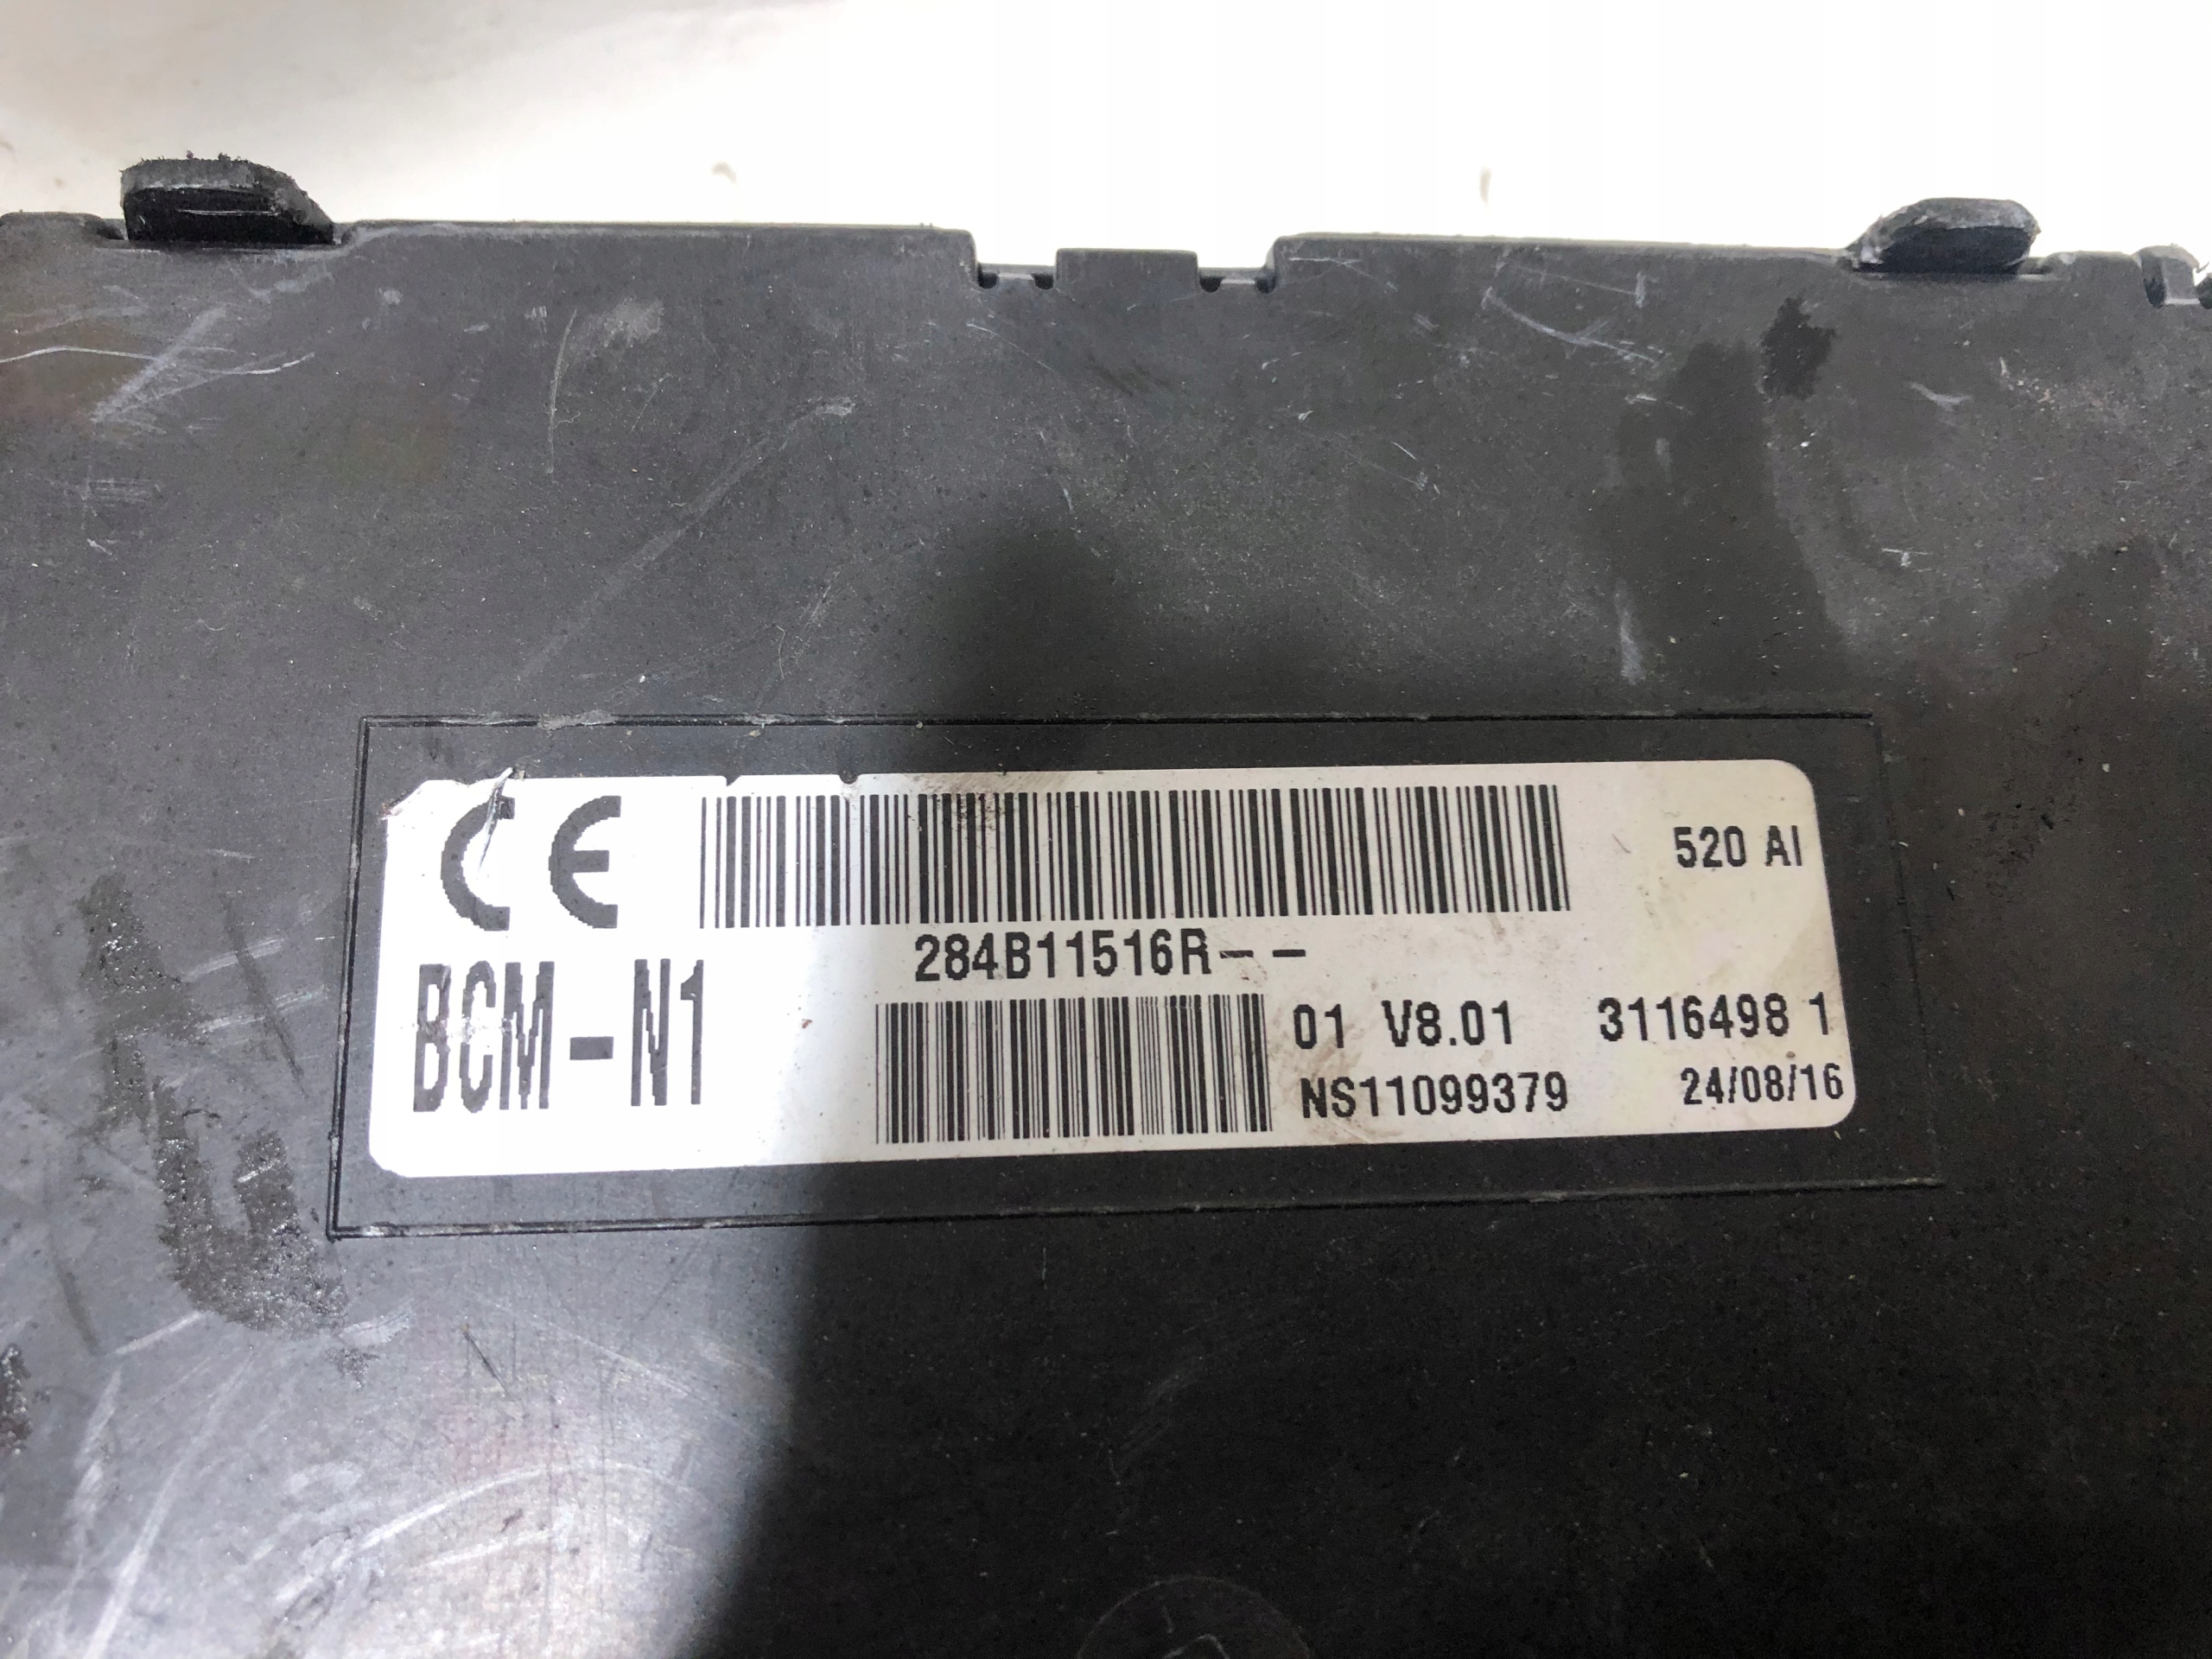 CE
520 AI
284B11516R--
BCM-N1
01 V8.01 3116498 1
NS11099379 24/08/16